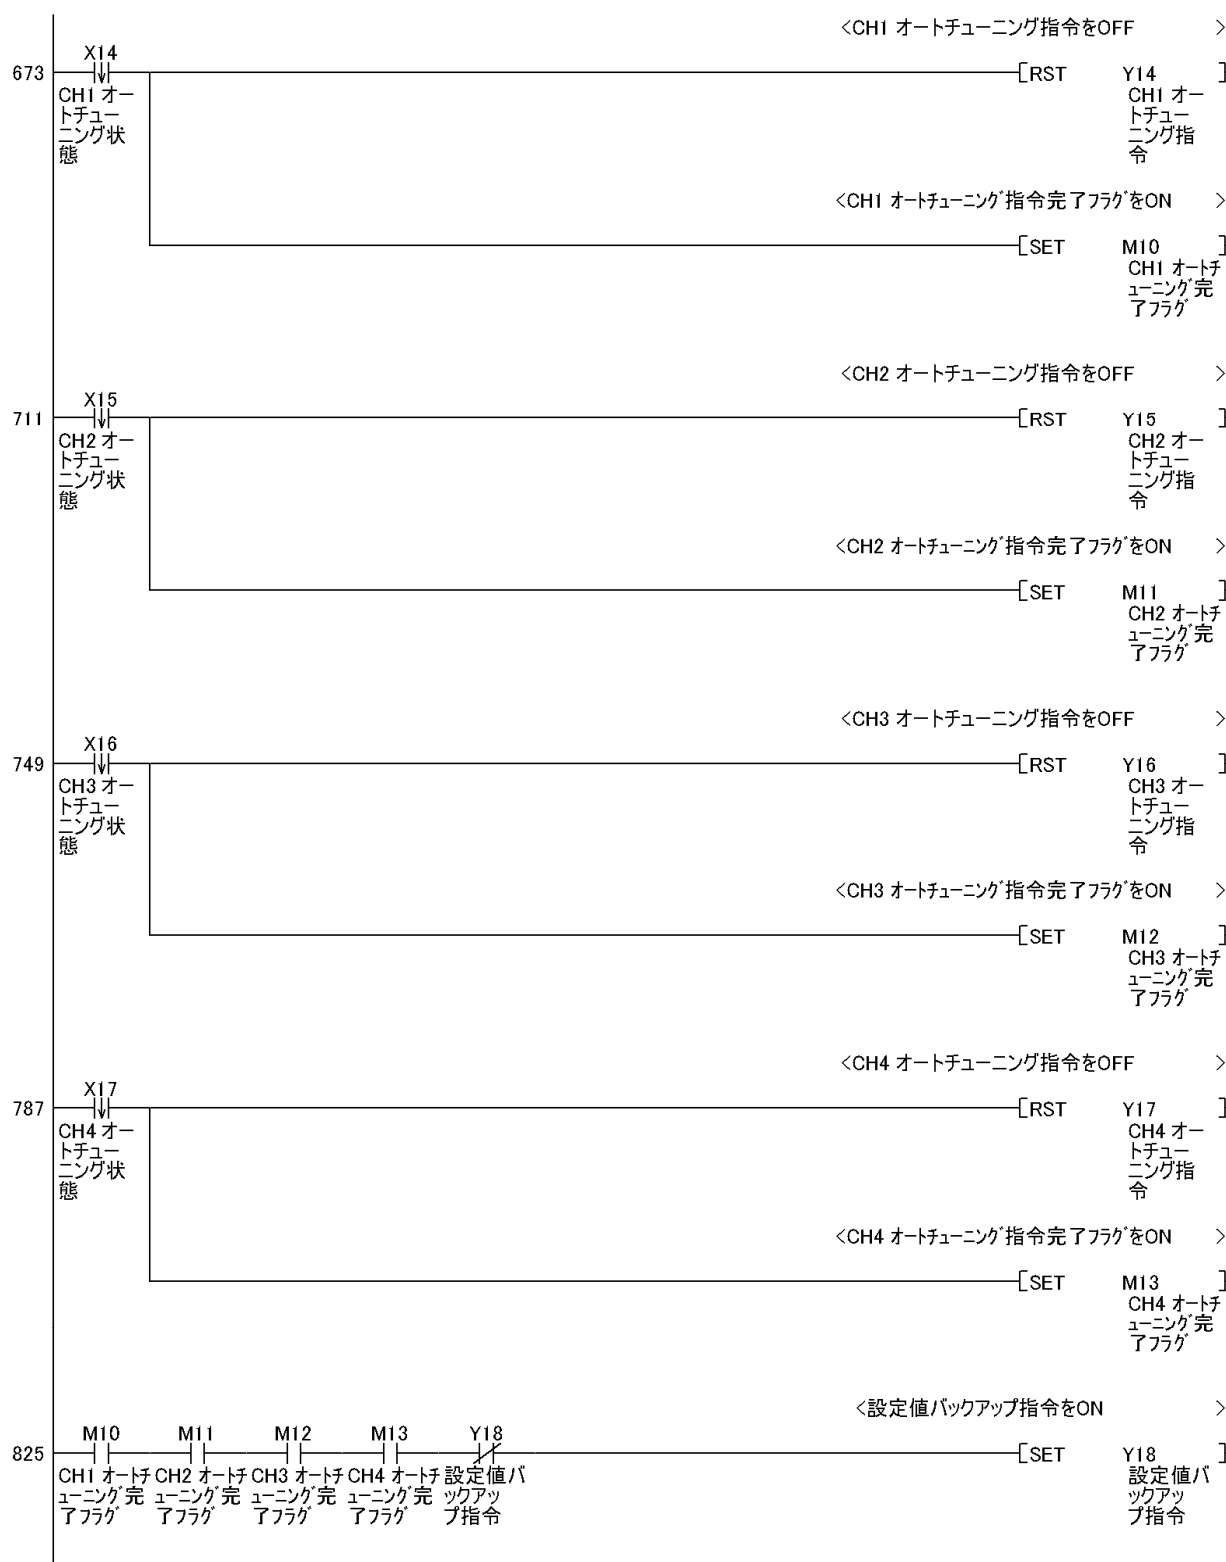 <CH1 オートチューニング指令をOFF >
X14
673 [RST Y14 ]
CH1 オー
トチュー
ニング状
態
CH1 オー
トチュー
ニング指
令
<CH1 ｵｰﾄﾁｭｰﾆﾝｸﾞ指令完了ﾌﾗｸﾞをON >
[SET M10 ]
CH1 ｵｰﾄﾁ
ｭｰﾆﾝｸﾞ完
了ﾌﾗｸﾞ
<CH2 オートチューニング指令をOFF >
X15
711 [RST Y15 ]
CH2 オー
トチュー
ニング状
態
CH2 オー
トチュー
ニング指
令
<CH2 ｵｰﾄﾁｭｰﾆﾝｸﾞ指令完了ﾌﾗｸﾞをON >
[SET M11 ]
CH2 ｵｰﾄﾁ
ｭｰﾆﾝｸﾞ完
了ﾌﾗｸﾞ
<CH3 オートチューニング指令をOFF >
X16
749 [RST Y16 ]
CH3 オー
トチュー
ニング状
態
CH3 オー
トチュー
ニング指
令
<CH3 ｵｰﾄﾁｭｰﾆﾝｸﾞ指令完了ﾌﾗｸﾞをON >
[SET M12 ]
CH3 ｵｰﾄﾁ
ｭｰﾆﾝｸﾞ完
了ﾌﾗｸﾞ
<CH4 オートチューニング指令をOFF >
X17
787 [RST Y17 ]
CH4 オー
トチュー
ニング状
態
CH4 オー
トチュー
ニング指
令
<CH4 ｵｰﾄﾁｭｰﾆﾝｸﾞ指令完了ﾌﾗｸﾞをON >
[SET M13 ]
CH4 ｵｰﾄﾁ
ｭｰﾆﾝｸﾞ完
了ﾌﾗｸﾞ
<設定値バックアップ指令をON >
M10 M11 M12 M13 Y18
825 [SET Y18 ]
CH1 ｵｰﾄﾁ CH2 ｵｰﾄﾁ CH3 ｵｰﾄﾁ CH4 ｵｰﾄﾁ 設定値バ 設定値バ
ｭｰﾆﾝｸﾞ完 ｭｰﾆﾝｸﾞ完 ｭｰﾆﾝｸﾞ完 ｭｰﾆﾝｸﾞ完 ックアッ ックアッ
了ﾌﾗｸﾞ 了ﾌﾗｸﾞ 了ﾌﾗｸﾞ 了ﾌﾗｸﾞ プ指令 プ指令